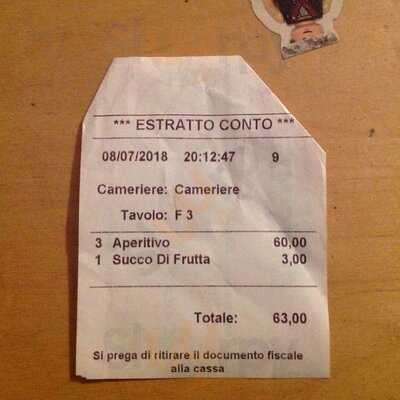 *** ESTRATTO CONTO ***
08/07/2018 20:12:47 9
Cameriere: Cameriere
Tavolo: F 3
3 Aperitivo 60,00
1 Succo Di Frutta 3,00
Totale: 63,00
Si prega di ritirare il documento fiscale
alla cassa